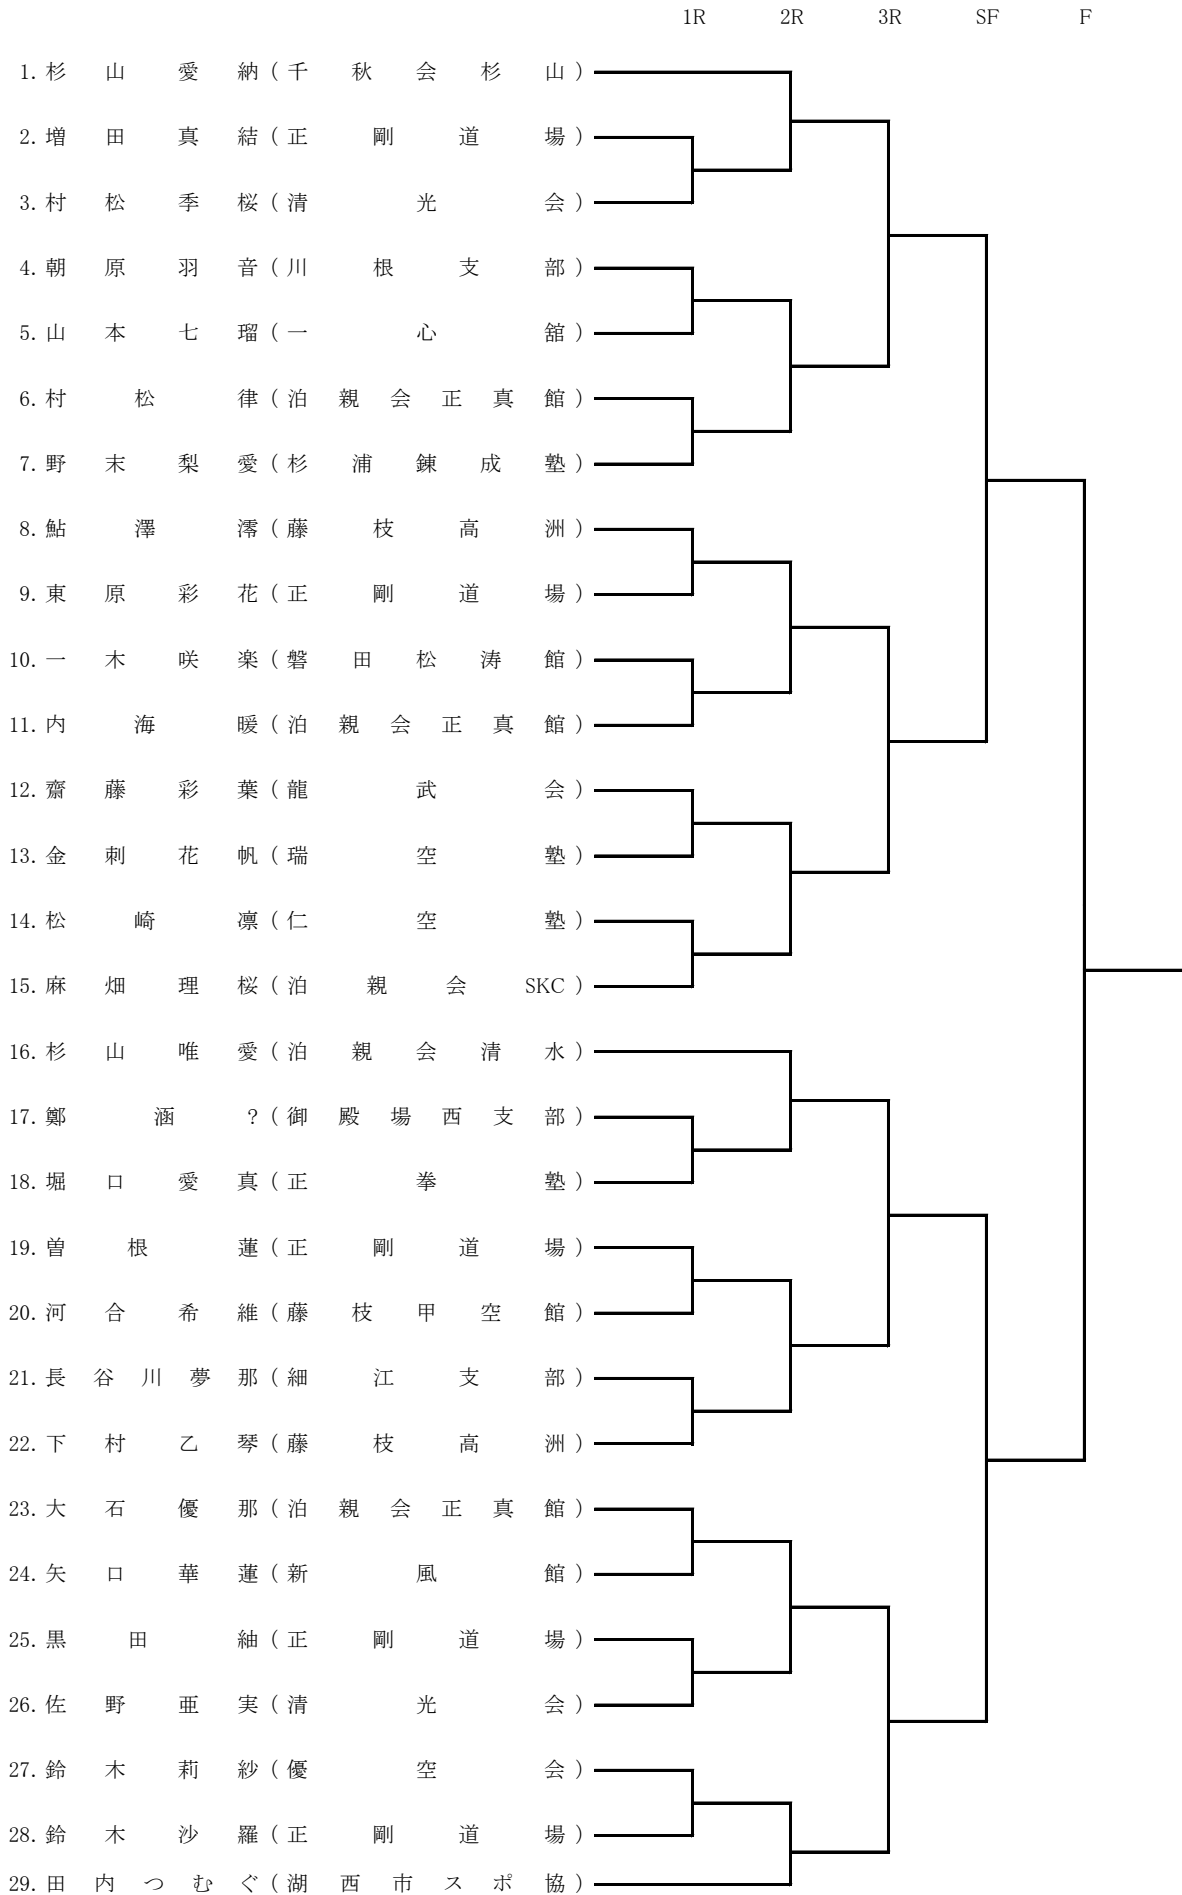 1R 2R 3R SF F
1. 杉山愛納(千秋会杉山)
2. 増田真結(正剛道場)
3. 村松季桜(清光会)
4. 朝原羽音(川根支部)
5. 山本七瑠(一心舘)
6. 村松律(泊親会正真館)
7. 野末梨愛(杉浦錬成塾)
8. 鮎澤澪(藤枝高洲)
9. 東原彩花(正剛道場)
10. 一木咲楽(磐田松涛館)
11. 内海暖(泊親会正真館)
12. 齋藤彩葉(龍武会)
13. 金刺花帆(瑞空塾)
14. 松崎凛(仁空塾)
15. 麻畑理桜(泊親会SKC)
16. 杉山唯愛(泊親会清水)
17. 鄭涵?(御殿場西支部)
18. 堀口愛真(正拳塾)
19. 曽根蓮(正剛道場)
20. 河合希維(藤枝甲空館)
21. 長谷川夢那(細江支部)
22. 下村乙琴(藤枝高洲)
23. 大石優那(泊親会正真館)
24. 矢口華蓮(新風館)
25. 黒田紬(正剛道場)
26. 佐野亜実(清光会)
27. 鈴木莉紗(優空会)
28. 鈴木沙羅(正剛道場)
29. 田内つむぐ(湖西市スポ協)